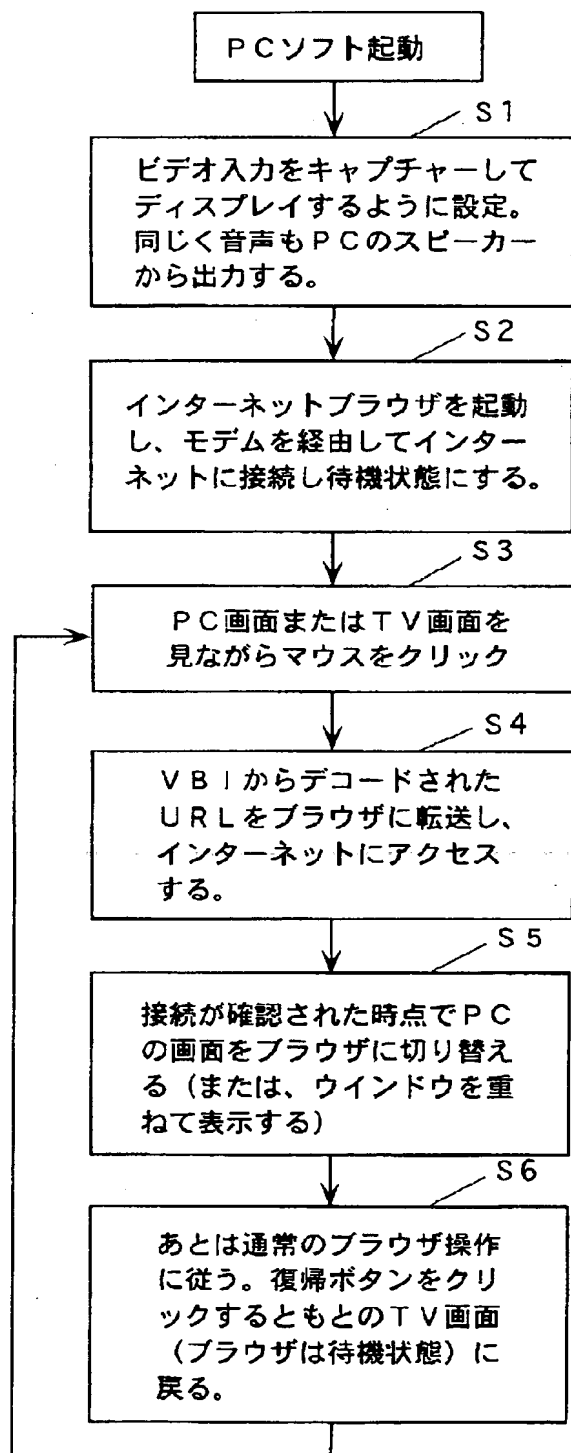 PCソフト起動
S1
ビデオ入力をキャプチャーして
ディスプレイするように設定。
同じく音声もPCのスピーカー
から出力する。
S2
インターネットブラウザを起動
し、モデムを経由してインター
ネットに接続し待機状態にする。
S3
PC画面またはTV画面を
見ながらマウスをクリック
S4
VBIからデコードされた
URLをブラウザに転送し、
インターネットにアクセス
する。
S5
接続が確認された時点でPC
の画面をブラウザに切り替え
る（または、ウインドウを重
ねて表示する）
S6
あとは通常のブラウザ操作
に従う。復帰ボタンをクリ
ックするともとのTV画面
（ブラウザは待機状態）に
戻る。